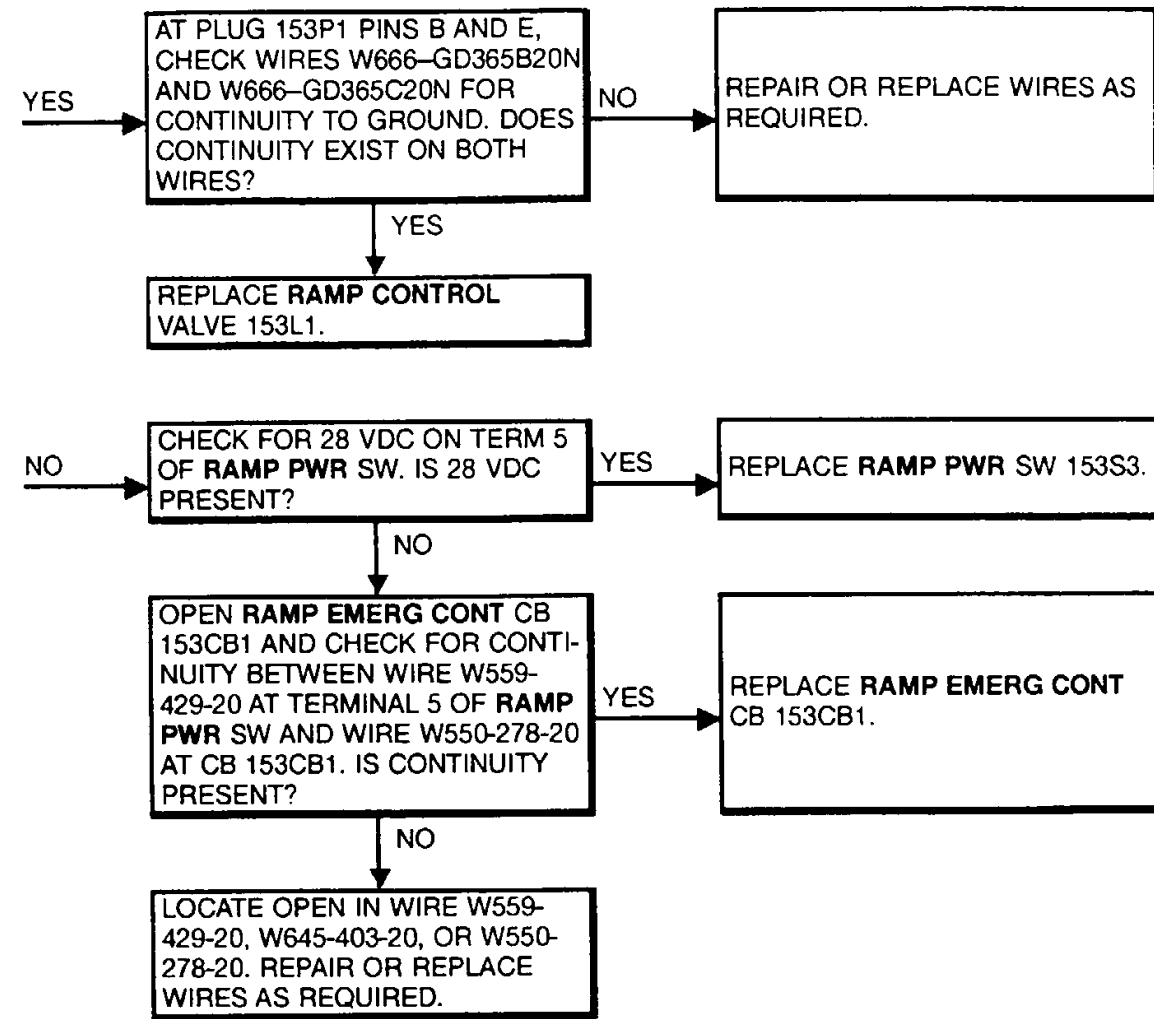 YES
AT PLUG 153P1 PINS B AND E,
CHECK WIRES W666–GD365B20N
AND W666–GD365C20N FOR
CONTINUITY TO GROUND. DOES
CONTINUITY EXIST ON BOTH
WIRES?
NO
REPAIR OR REPLACE WIRES AS
REQUIRED.
YES
REPLACE RAMP CONTROL
VALVE 153L1.
NO
CHECK FOR 28 VDC ON TERM 5
OF RAMP PWR SW. IS 28 VDC
PRESENT?
YES
REPLACE RAMP PWR SW 153S3.
NO
OPEN RAMP EMERG CONT CB
153CB1 AND CHECK FOR CONTI-
NUITY BETWEEN WIRE W559-
429-20 AT TERMINAL 5 OF RAMP
PWR SW AND WIRE W550-278-20
AT CB 153CB1. IS CONTINUITY
PRESENT?
YES
REPLACE RAMP EMERG CONT
CB 153CB1.
NO
LOCATE OPEN IN WIRE W559-
429-20, W645-403-20, OR W550-
278-20. REPAIR OR REPLACE
WIRES AS REQUIRED.